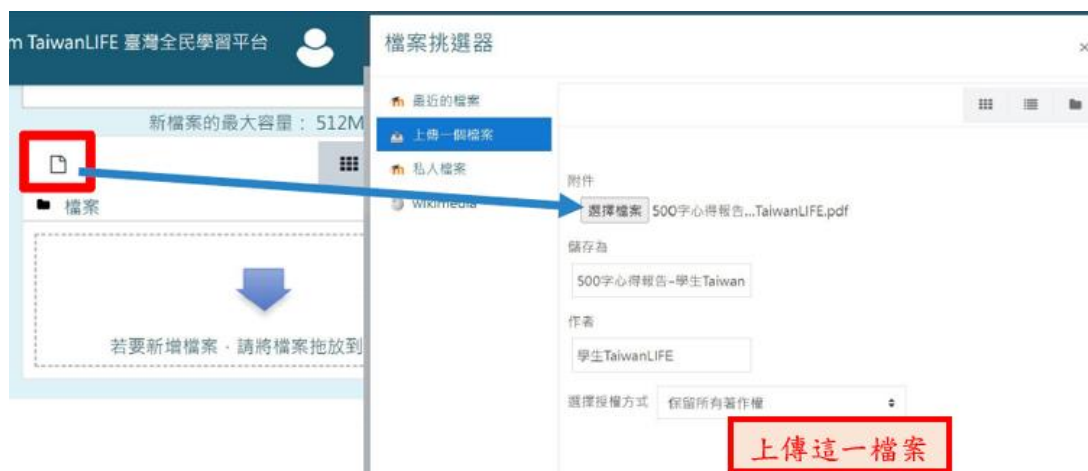 m TaiwanLIFE 臺灣全民學習平台
新檔案的最大容量： 512M
檔案
若要新增檔案，請將檔案拖放到
檔案挑選器
×
最近的檔案
上傳一個檔案
私人檔案
wikimedia
附件
選擇檔案 500字心得報告...TaiwanLIFE.pdf
儲存為
500字心得報告-學生Taiwan
作者
學生TaiwanLIFE
選擇授權方式 保留所有著作權
上傳這一檔案